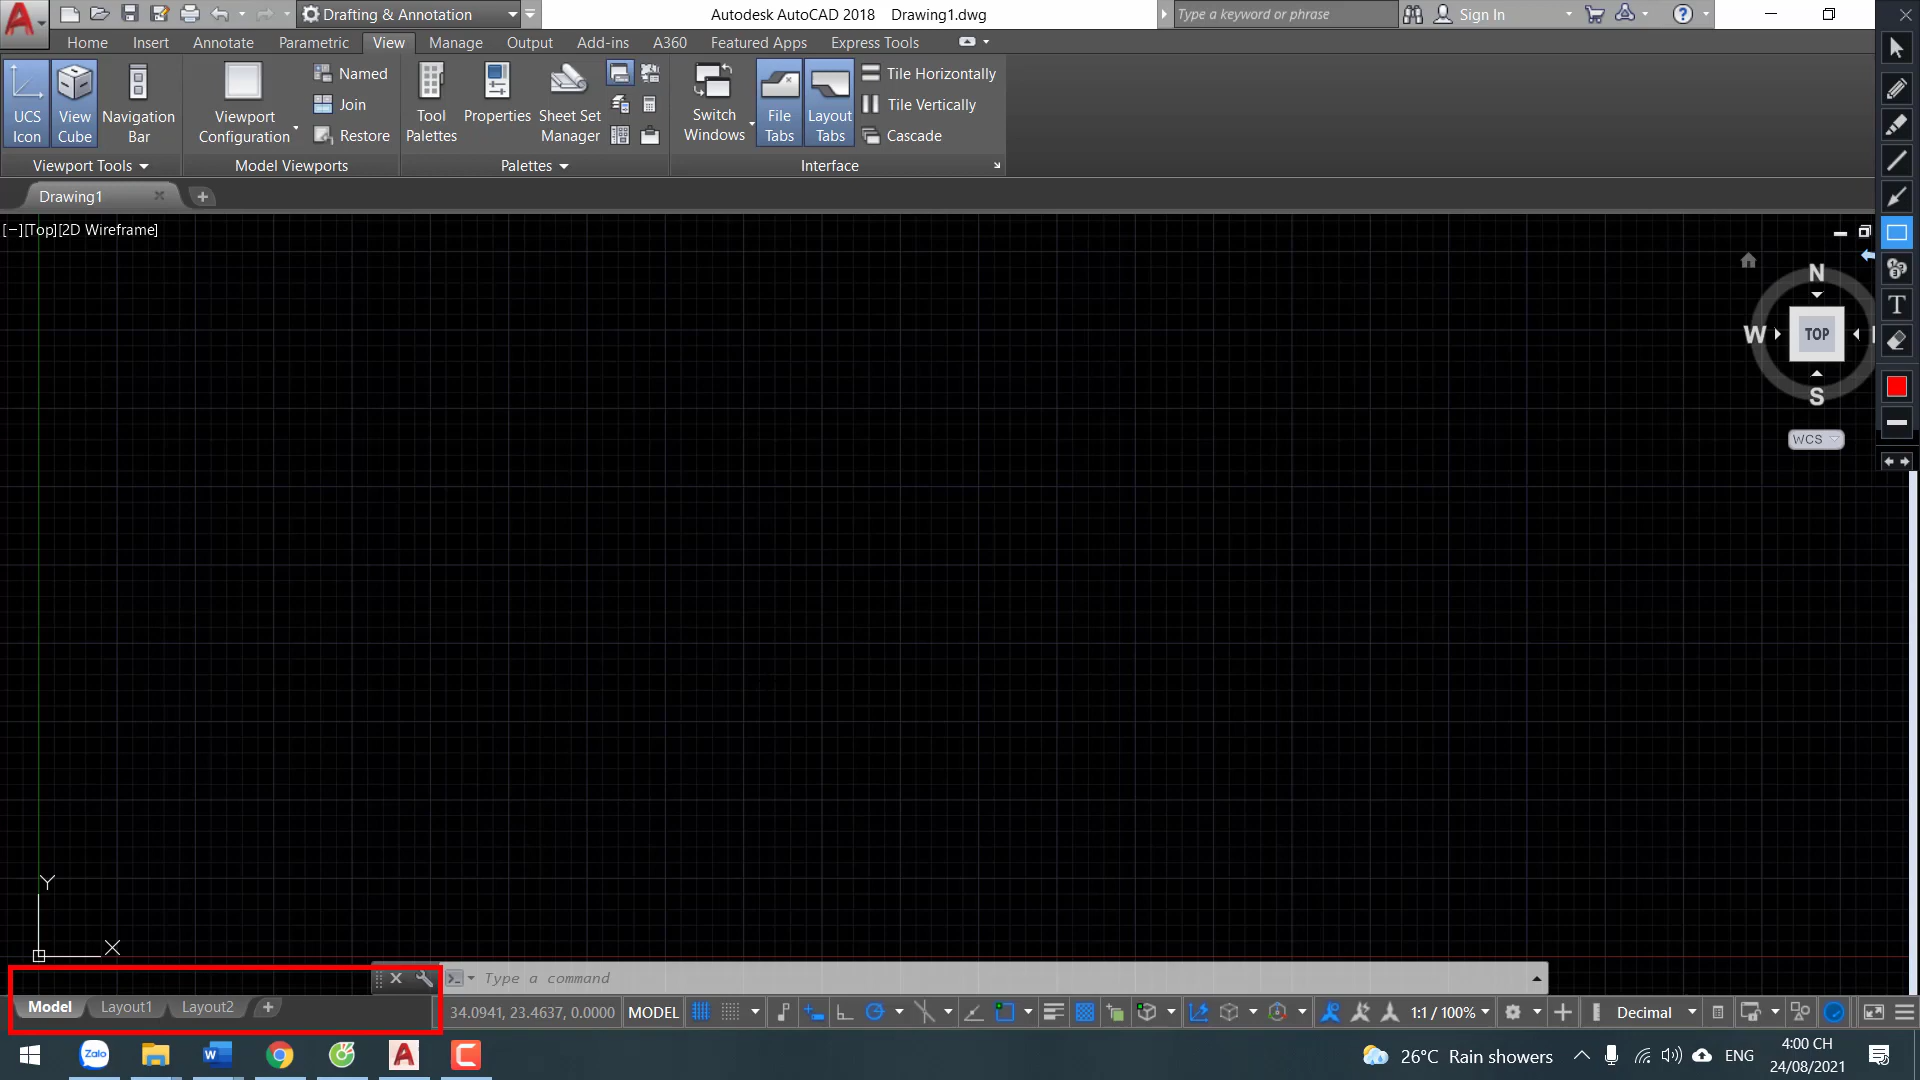 Drafting & Annotation
Autodesk AutoCAD 2018 Drawing1.dwg
Type a keyword or phrase
Sign In
Home Insert Annotate Parametric View Manage Output Add-ins A360 Featured Apps Express Tools
UCS Icon
View Cube
Navigation Bar
Viewport Configuration
Named
Join
Restore
Tool Palettes
Properties
Sheet Set Manager
Switch Windows
File Tabs
Layout Tabs
Tile Horizontally
Tile Vertically
Cascade
Viewport Tools
Model Viewports
Palettes
Interface
Drawing1
[−][Top][2D Wireframe]
N
W
TOP
S
WCS
T
Y
X
Type a command
Model Layout1 Layout2
34.0941, 23.4637, 0.0000
MODEL
1:1 / 100%
Decimal
Zalo
26°C Rain showers
ENG
4:00 CH
24/08/2021